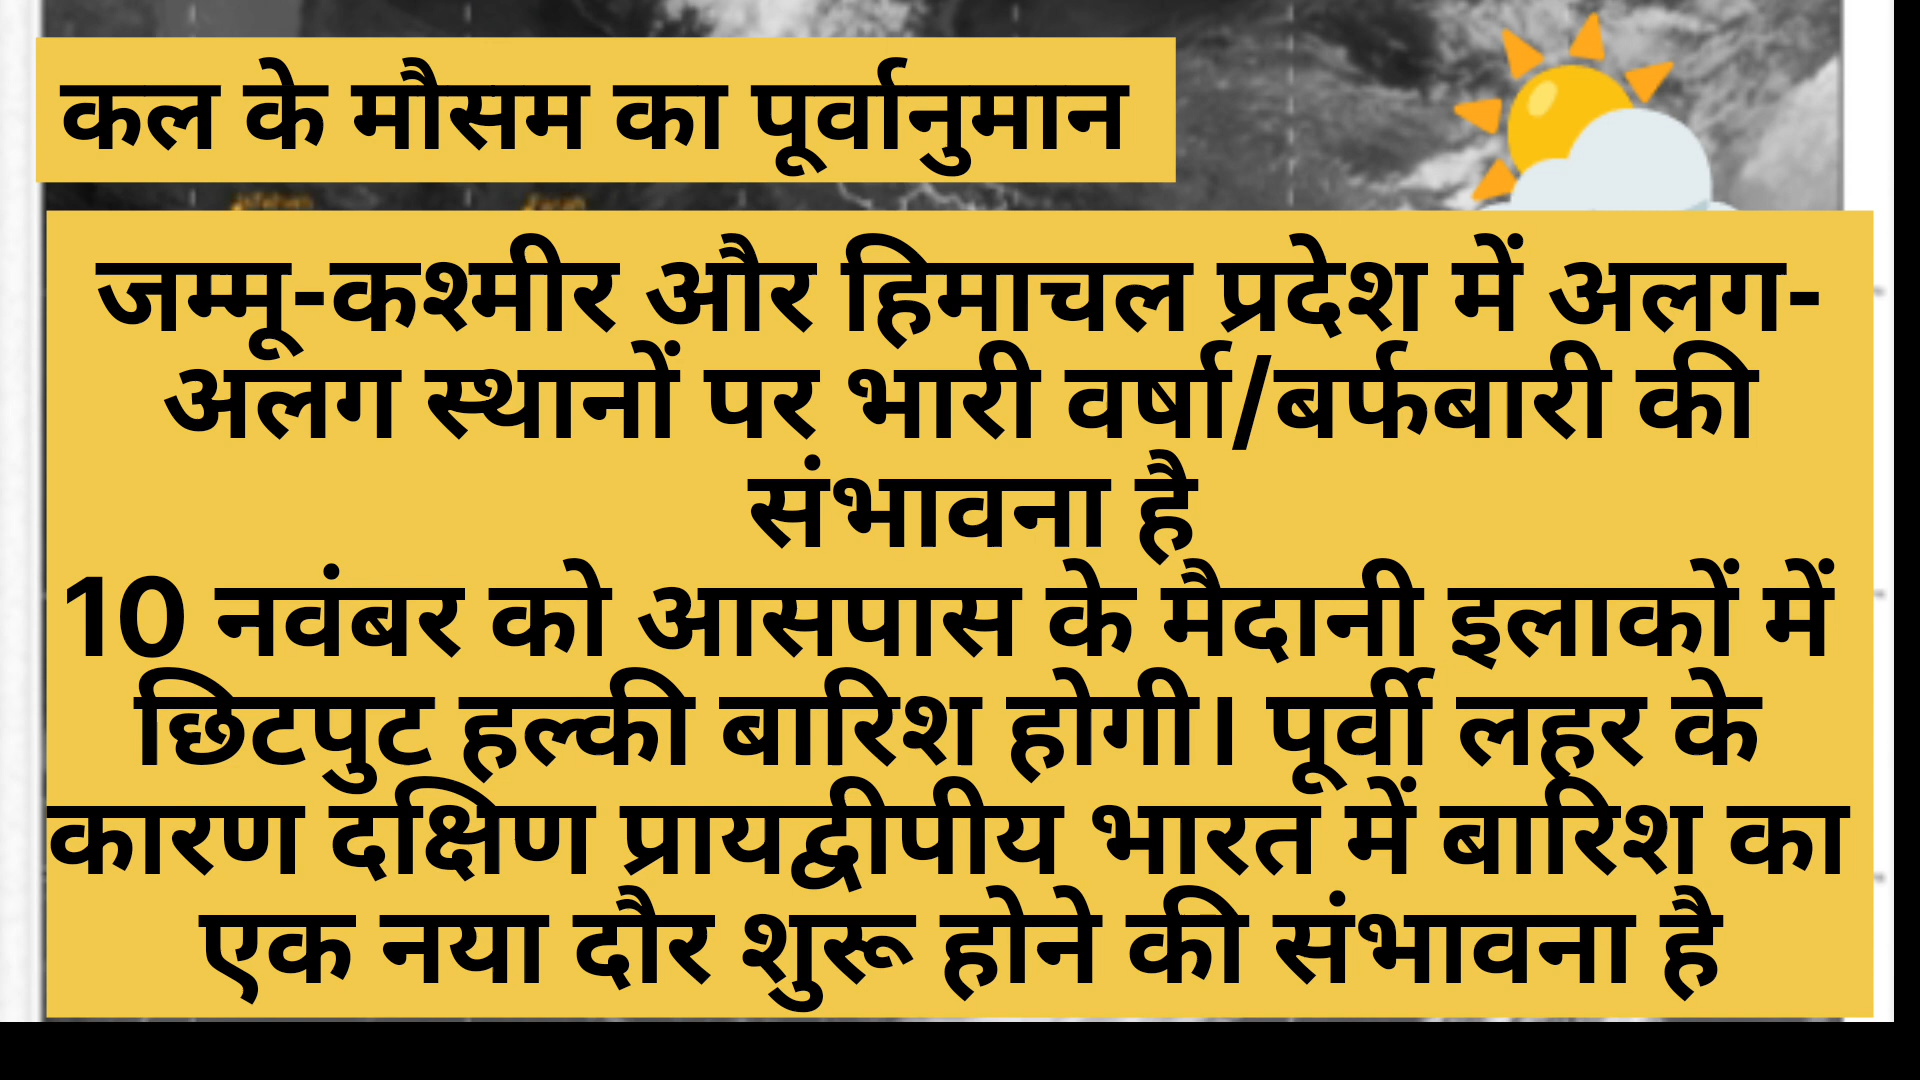 कल के मौसम का पूर्वानुमान
जम्मू-कश्मीर और हिमाचल प्रदेश में अलग-
अलग स्थानों पर भारी वर्षा/बर्फबारी की
संभावना है
10 नवंबर को आसपास के मैदानी इलाकों में
छिटपुट हल्की बारिश होगी। पूर्वी लहर के
कारण दक्षिण प्रायद्वीपीय भारत में बारिश का
एक नया दौर शुरू होने की संभावना है